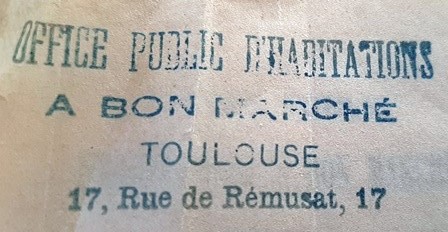 OFFICE PUBLIC D'HABITATIONS
A BON MARCHÉ
TOULOUSE
17, Rue de Rémusat, 17